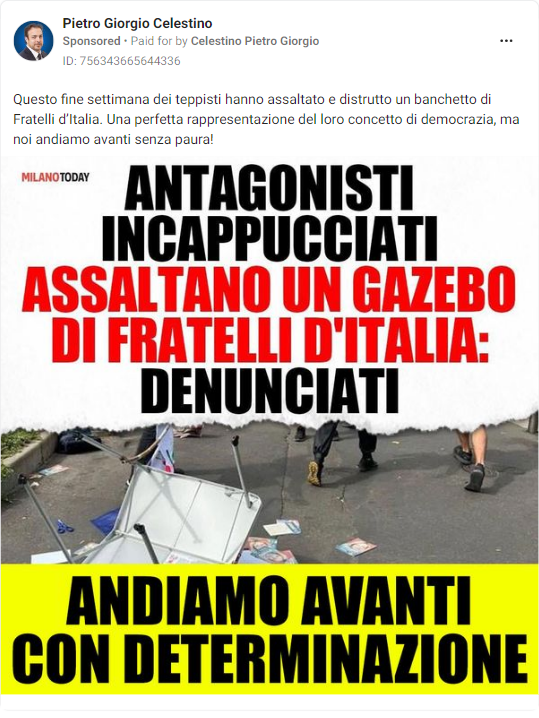 Pietro Giorgio Celestino
Sponsored • Paid for by Celestino Pietro Giorgio
ID: 756343665644336
Questo fine settimana dei teppisti hanno assaltato e distrutto un banchetto di
Fratelli d'Italia. Una perfetta rappresentazione del loro concetto di democrazia, ma
noi andiamo avanti senza paura!
MILANOTODAY
ANTAGONISTI
INCAPPUCCIATI
ASSALTANO UN GAZEBO
DI FRATELLI D'ITALIA:
DENUNCIATI
ANDIAMO AVANTI
CON DETERMINAZIONE